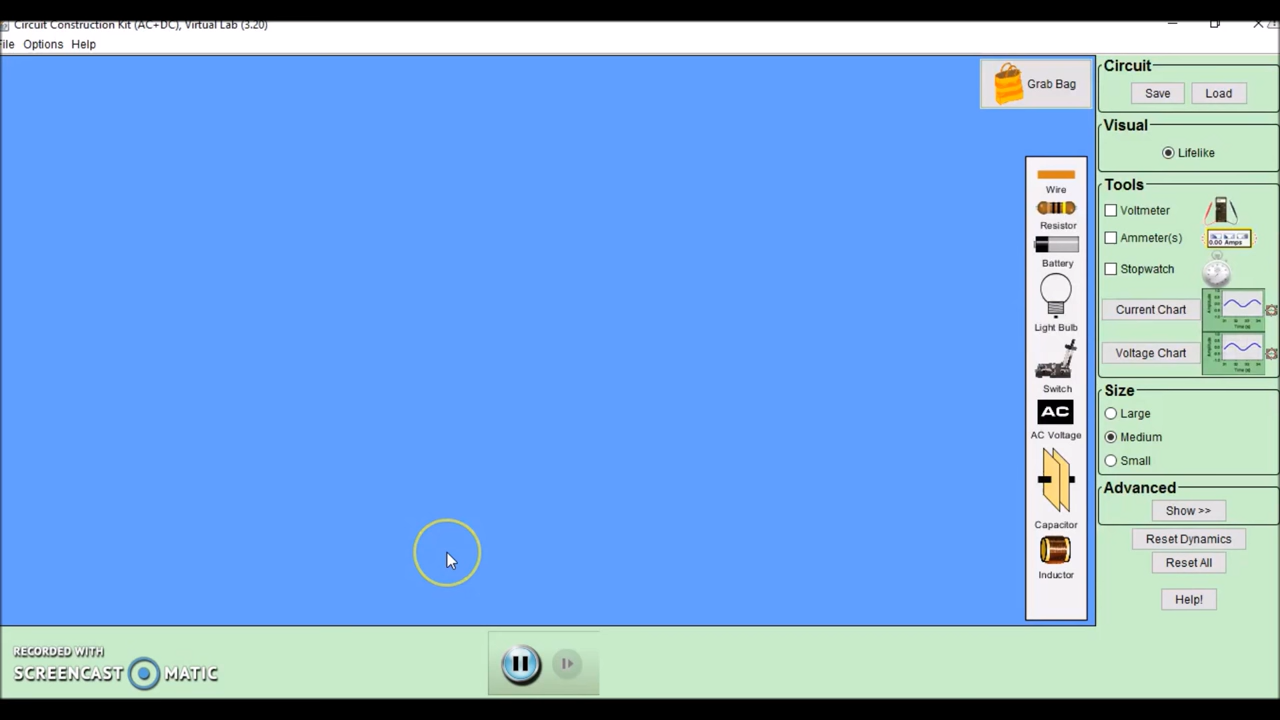 Circuit Construction Kit (AC+DC), Virtual Lab (3.20)
File Options Help
Grab Bag
Wire
Resistor
Battery
Light Bulb
Switch
AC
AC Voltage
Capacitor
Inductor
Circuit
Save Load
Visual
Lifelike
Tools
Voltmeter
Ammeter(s)
0.00 Amps
Stopwatch
Current Chart
Voltage Chart
Size
Large
Medium
Small
Advanced
Show >>
Reset Dynamics
Reset All
Help!
RECORDED WITH
SCREENCAST MATIC